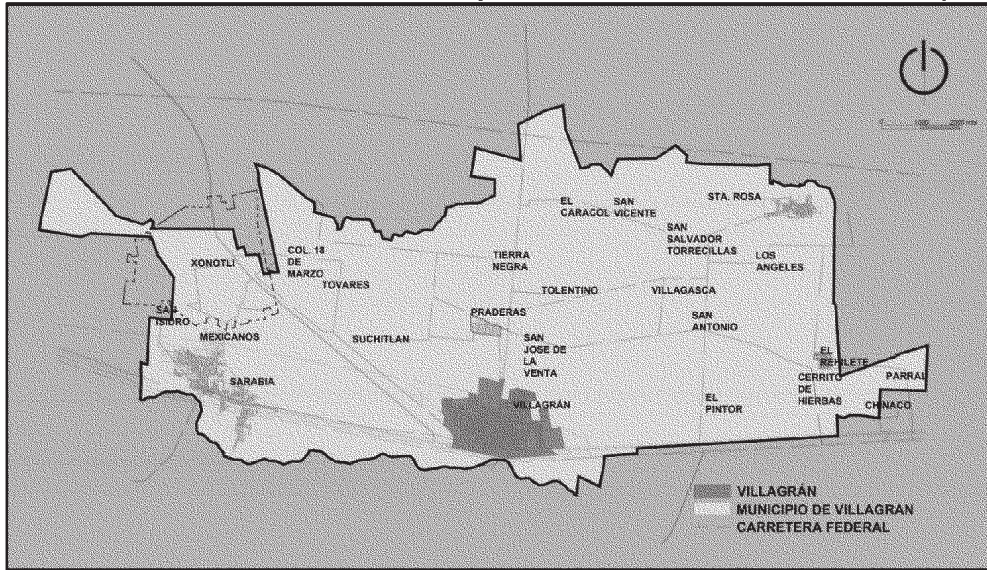 EL
CARACOL
SAN
VICENTE
STA. ROSA
SAN
SALVADOR
TORRECILLAS
LOS
ANGELES
XONOTLI
COL. 18
DE
MARZO
TOVARES
TIERRA
NEGRA
TOLENTINO
VILLAGASCA
SAN
ISIDRO
MEXICANOS
SUCHITLAN
PRADERAS
SAN
ANTONIO
SAN
JOSE DE
LA
VENTA
SARABIA
VILLAGRÁN
EL
PINTOR
EL
REHILETE
CERRITO
DE
HIERBAS
PARRAL
CHINACO
VILLAGRÁN
MUNICIPIO DE VILLAGRAN
CARRETERA FEDERAL